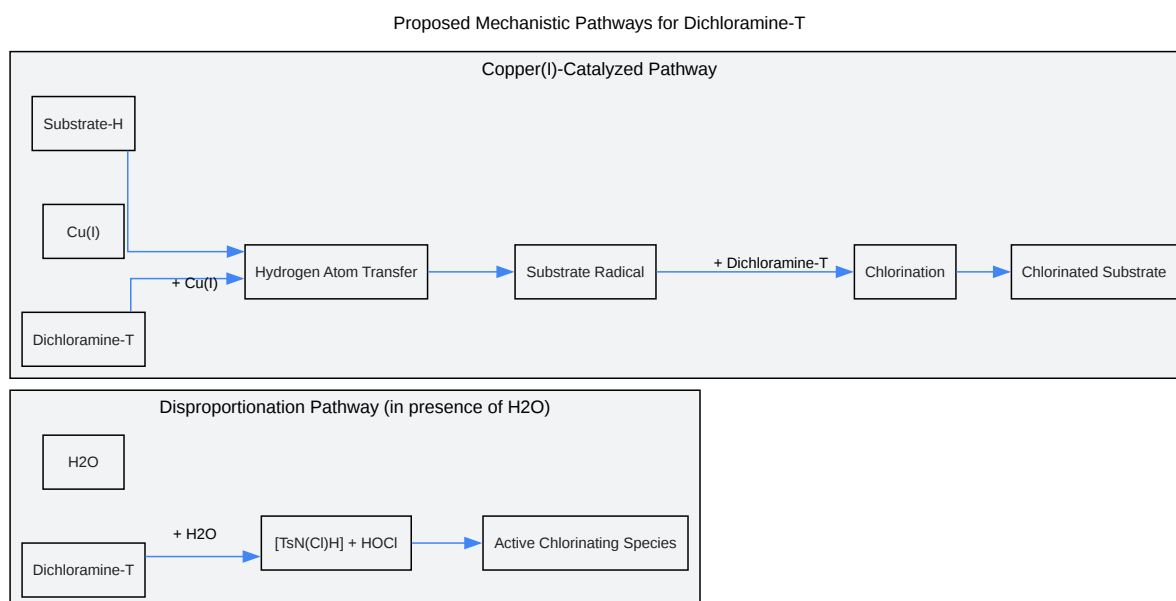 Proposed Mechanistic Pathways for Dichloramine-T
Copper(I)-Catalyzed Pathway
Substrate-H
Cu(I)
Hydrogen Atom Transfer
Substrate Radical
+ Dichloramine-T
Chlorination
Chlorinated Substrate
+ Cu(I)
Dichloramine-T
Disproportionation Pathway (in presence of H2O)
H2O
+ H2O
[TsN(Cl)H] + HOCl
Active Chlorinating Species
Dichloramine-T